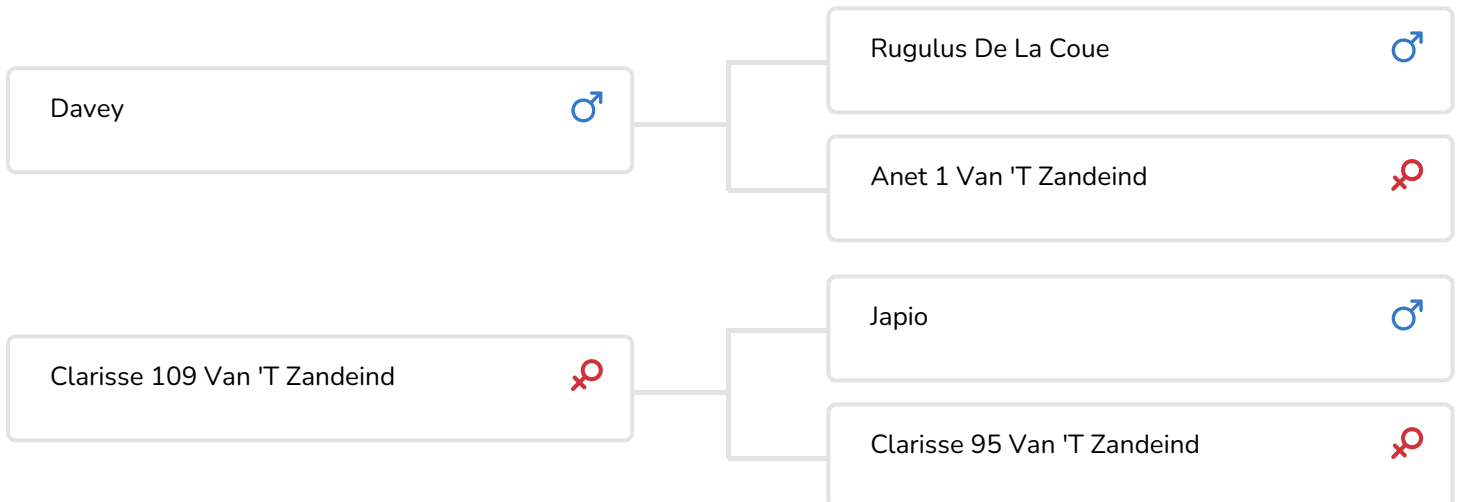 Rugulus De La Coue
Davey
Anet 1 Van 'T Zandeind
Japio
Clarisse 109 Van 'T Zandeind
Clarisse 95 Van 'T Zandeind